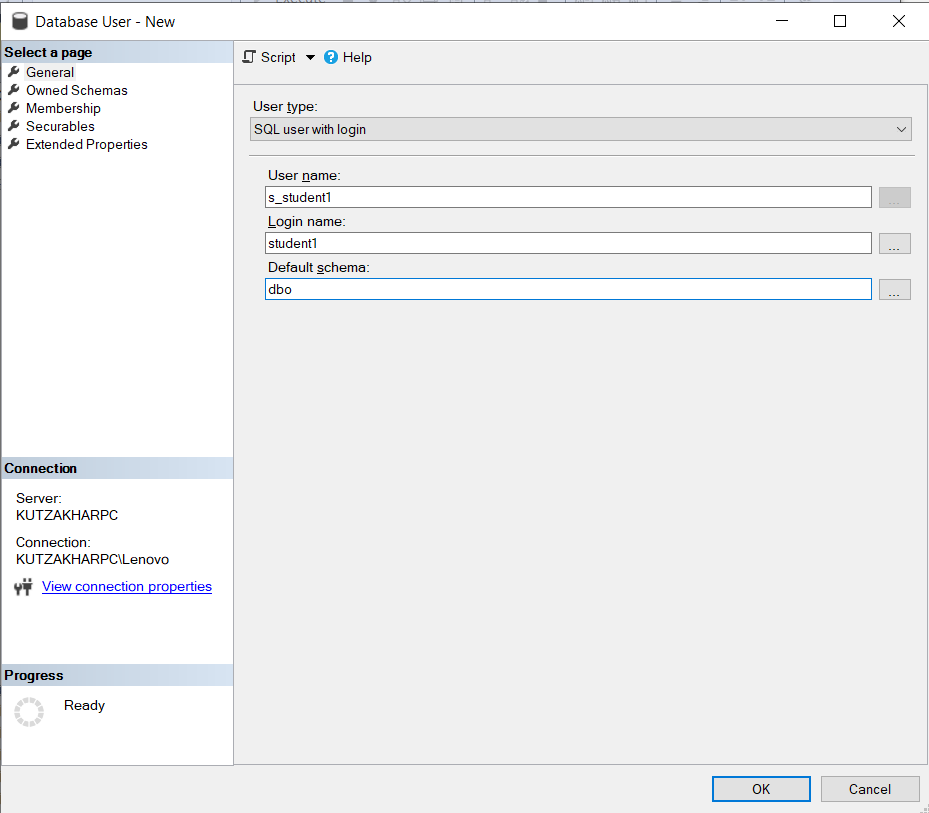 Database User - New
Select a page
General
Owned Schemas
Membership
Securables
Extended Properties
Script
Help
User type:
SQL user with login
User name:
s_student1
...
Login name:
student1
...
Default schema:
dbo
...
Connection
Server:
KUTZAKHARPC
Connection:
KUTZAKHARPC\Lenovo
View connection properties
Progress
Ready
OK
Cancel